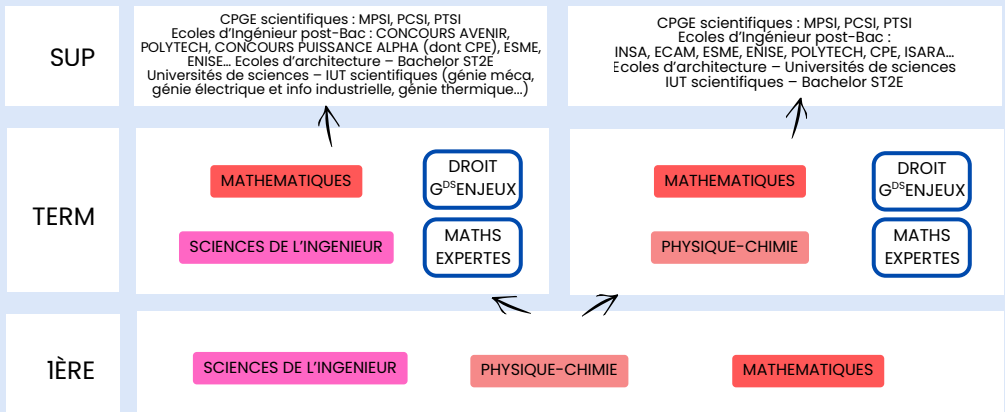 SUP
CPGE scientifiques : MPSI, PCSI, PTSI
Ecoles d'Ingénieur post-Bac : CONCOURS AVENIR,
POLYTECH, CONCOURS PUISSANCE ALPHA (dont CPE), ESME,
ENISE... Ecoles d'architecture – Bachelor ST2E
Universités de sciences – IUT scientifiques (génie méca,
génie électrique et info industrielle, génie thermique...)
CPGE scientifiques : MPSI, PCSI, PTSI
Ecoles d'Ingénieur post-Bac :
INSA, ECAM, ESME, ENISE, POLYTECH, CPE, ISARA...
Ecoles d'architecture – Universités de sciences
IUT scientifiques – Bachelor ST2E
TERM
MATHEMATIQUES
DROIT
GDSENJEUX
SCIENCES DE L'INGENIEUR
MATHS
EXPERTES
MATHEMATIQUES
DROIT
GDSENJEUX
PHYSIQUE-CHIMIE
MATHS
EXPERTES
1ÈRE
SCIENCES DE L'INGENIEUR
PHYSIQUE-CHIMIE
MATHEMATIQUES